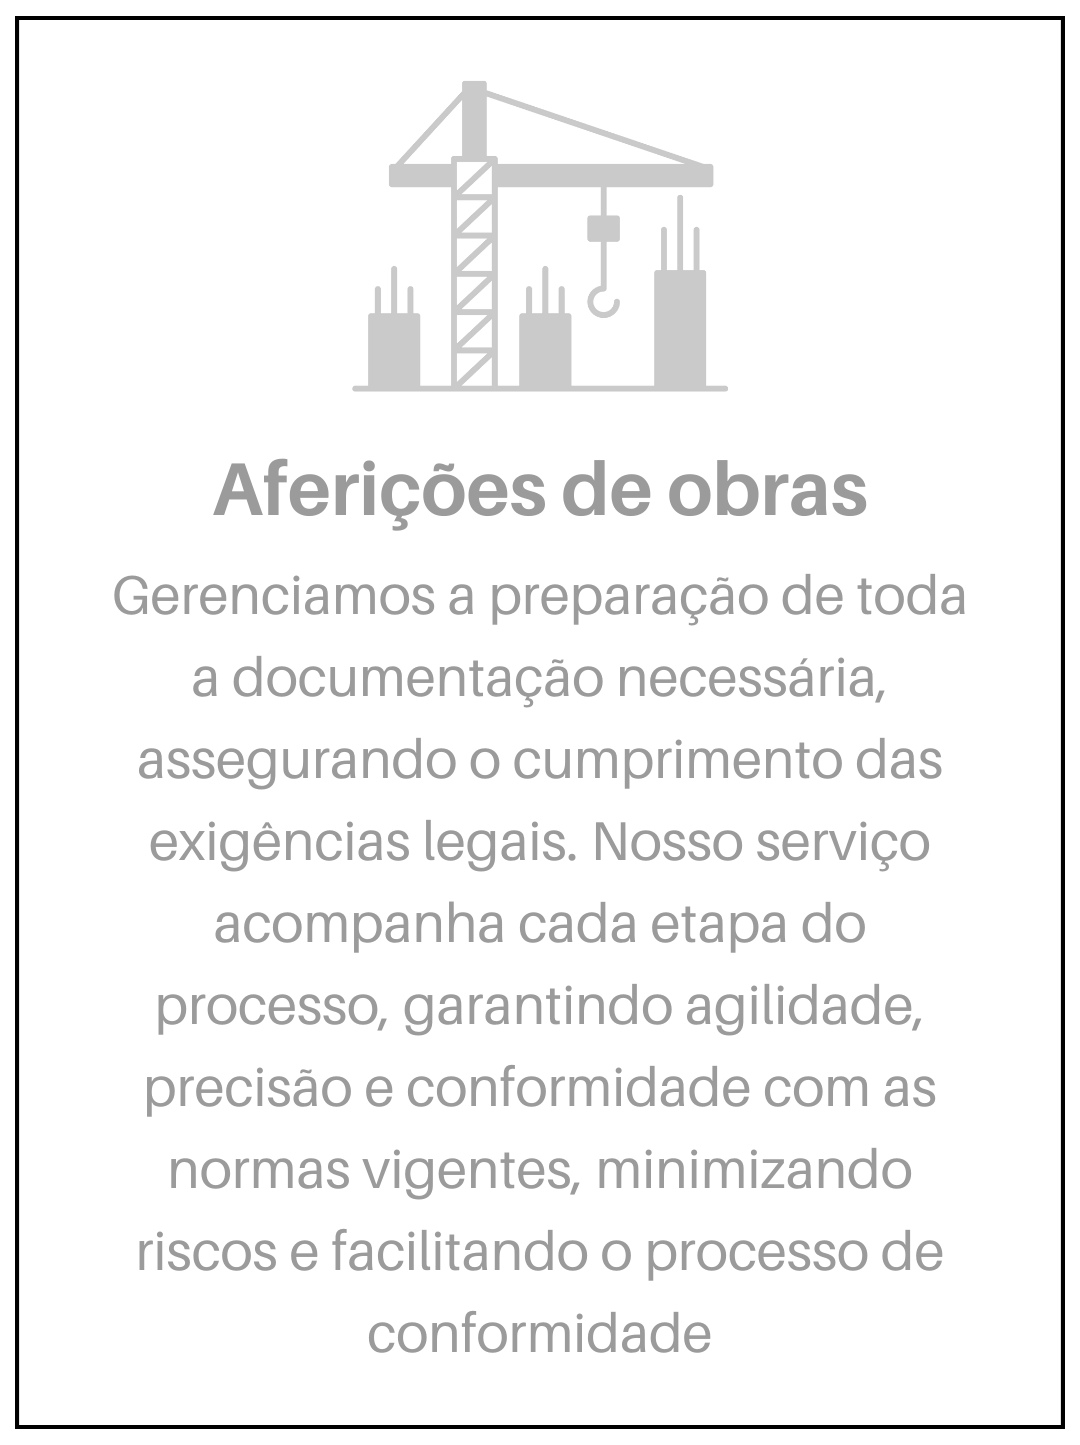 Aferições de obras
Gerenciamos a preparação de toda
a documentação necessária,
assegurando o cumprimento das
exigências legais. Nosso serviço
acompanha cada etapa do
processo, garantindo agilidade,
precisão e conformidade com as
normas vigentes, minimizando
riscos e facilitando o processo de
conformidade